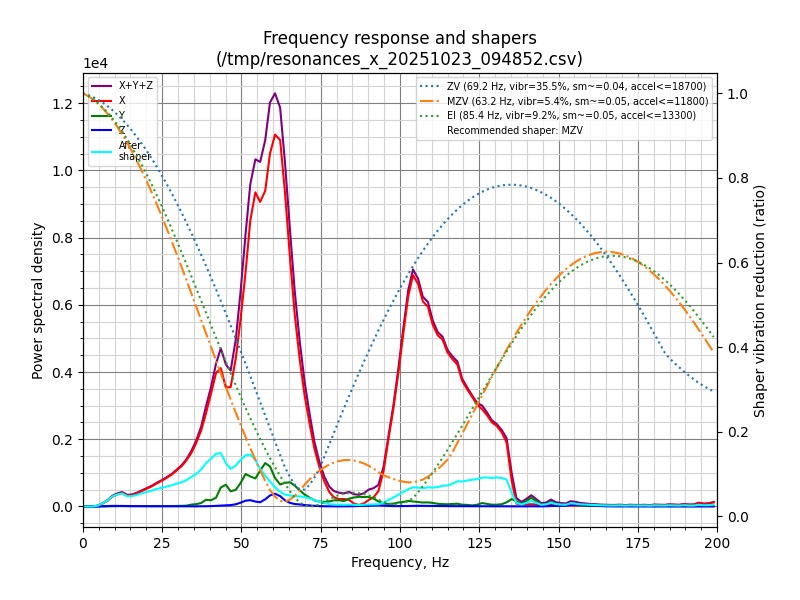 Frequency response and shapers
(/tmp/resonances_x_20251023_094852.csv)
1e4
X+Y+Z
X
Y
Z
After
shaper
ZV (69.2 Hz, vibr=35.5%, sm~=0.04, accel<=18700)
MZV (63.2 Hz, vibr=5.4%, sm~=0.05, accel<=11800)
EI (85.4 Hz, vibr=9.2%, sm~=0.05, accel<=13300)
Recommended shaper: MZV
Power spectral density
1.2
1.0
0.8
0.6
0.4
0.2
0.0
1.0
0.8
0.6
0.4
0.2
0.0
Shaper vibration reduction (ratio)
0 25 50 75 100 125 150 175 200
Frequency, Hz